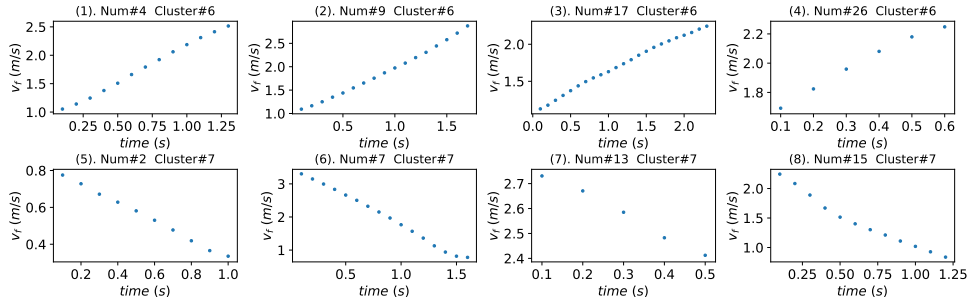 (1). Num#4 Cluster#6
(2). Num#9 Cluster#6
(3). Num#17 Cluster#6
(4). Num#26 Cluster#6
v_f (m/s)
2.5
2.0
1.5
1.0
0.25 0.50 0.75 1.00 1.25
time (s)
v_f (m/s)
2.5
2.0
1.5
1.0
0.5 1.0 1.5
time (s)
v_f (m/s)
2.0
1.5
0.0 0.5 1.0 1.5 2.0
time (s)
v_f (m/s)
2.2
2.0
1.8
0.1 0.2 0.3 0.4 0.5 0.6
time (s)
(5). Num#2 Cluster#7
(6). Num#7 Cluster#7
(7). Num#13 Cluster#7
(8). Num#15 Cluster#7
v_f (m/s)
0.8
0.6
0.4
0.2 0.4 0.6 0.8 1.0
time (s)
v_f (m/s)
3
2
1
0.5 1.0 1.5
time (s)
v_f (m/s)
2.7
2.6
2.5
2.4
0.1 0.2 0.3 0.4 0.5
time (s)
v_f (m/s)
2.0
1.5
1.0
0.25 0.50 0.75 1.00 1.25
time (s)